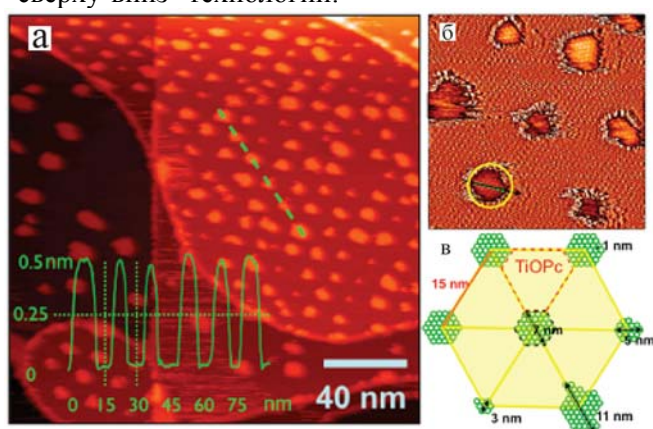 сверху вниз" технологии.
а
0.5nm
0.25
0
0 15 30 45 60 75 nm
40 nm
б
в
1 nm
TiOPc
15 nm
7 nm
5 nm
3 nm
11 nm